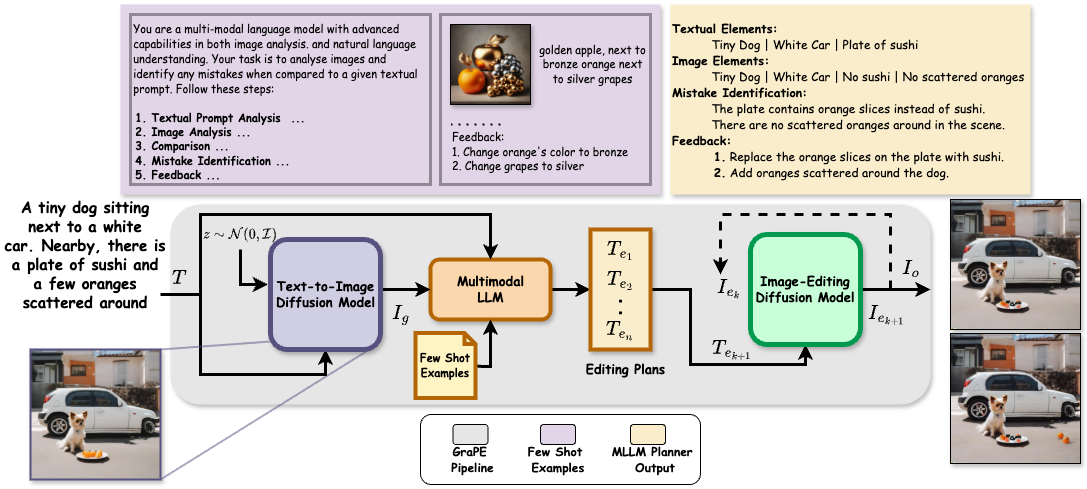 You are a multi-modal language model with advanced
capabilities in both image analysis, and natural language
understanding. Your task is to analyse images and
identify any mistakes when compared to a given textual
prompt. Follow these steps:
1. Textual Prompt Analysis ...
2. Image Analysis ...
3. Comparison ...
4. Mistake Identification ...
5. Feedback ...
golden apple, next to
bronze orange next
to silver grapes
. . . . . . .
Feedback:
1. Change orange's color to bronze
2. Change grapes to silver
Textual Elements:
Tiny Dog | White Car | Plate of sushi
Image Elements:
Tiny Dog | White Car | No sushi | No scattered oranges
Mistake Identification:
The plate contains orange slices instead of sushi.
There are no scattered oranges around in the scene.
Feedback:
1. Replace the orange slices on the plate with sushi.
2. Add oranges scattered around the dog.
A tiny dog sitting
next to a white
car. Nearby, there is
a plate of sushi and
a few oranges
scattered around
T
z ∼ N(0, I)
Text-to-Image
Diffusion Model
I_g
Multimodal
LLM
Few Shot
Examples
T_{e_1}
T_{e_2}
.
.
T_{e_n}
Editing Plans
T_{e_{k+1}}
I_{e_k}
Image-Editing
Diffusion Model
I_o
I_{e_{k+1}}
GraPE
Pipeline
Few Shot
Examples
MLLM Planner
Output